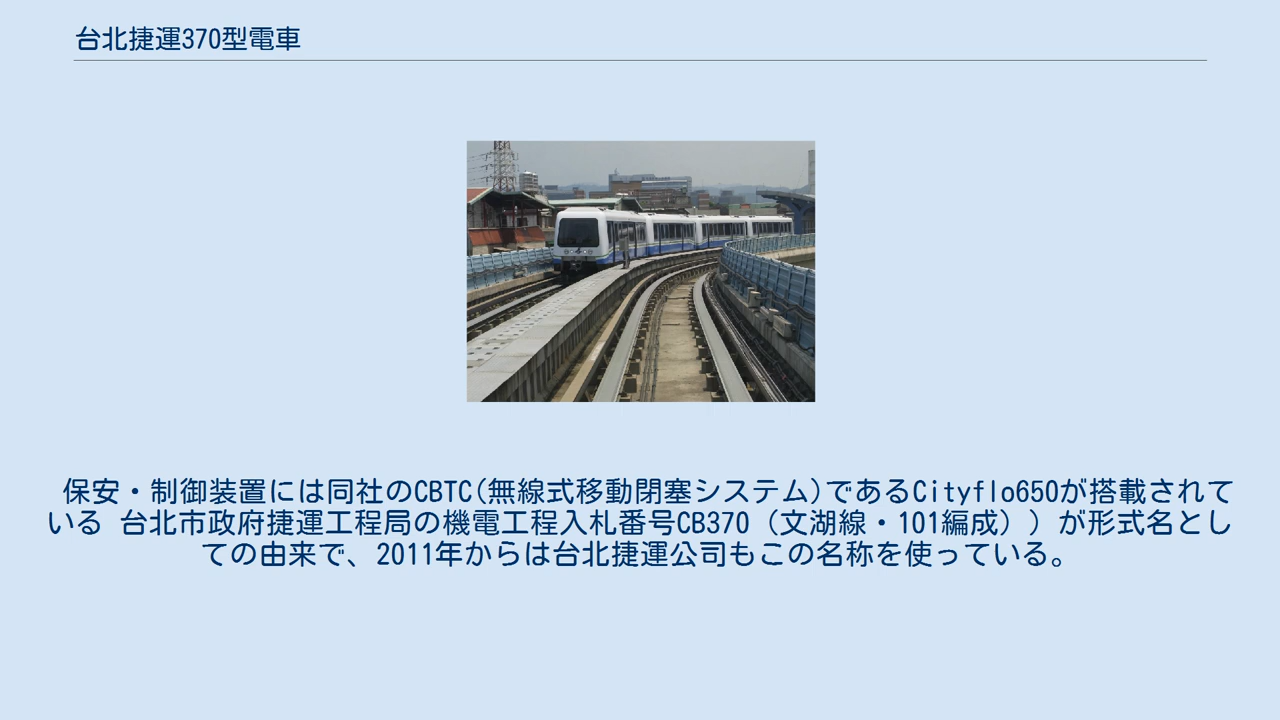 台北捷運370型電車
保安・制御装置には同社のCBTC(無線式移動閉塞システム)であるCityflo650が搭載されて
いる 台北市政府捷運工程局の機電工程入札番号CB370（文湖線・101編成））が形式名とし
ての由来で、2011年からは台北捷運公司もこの名称を使っている。